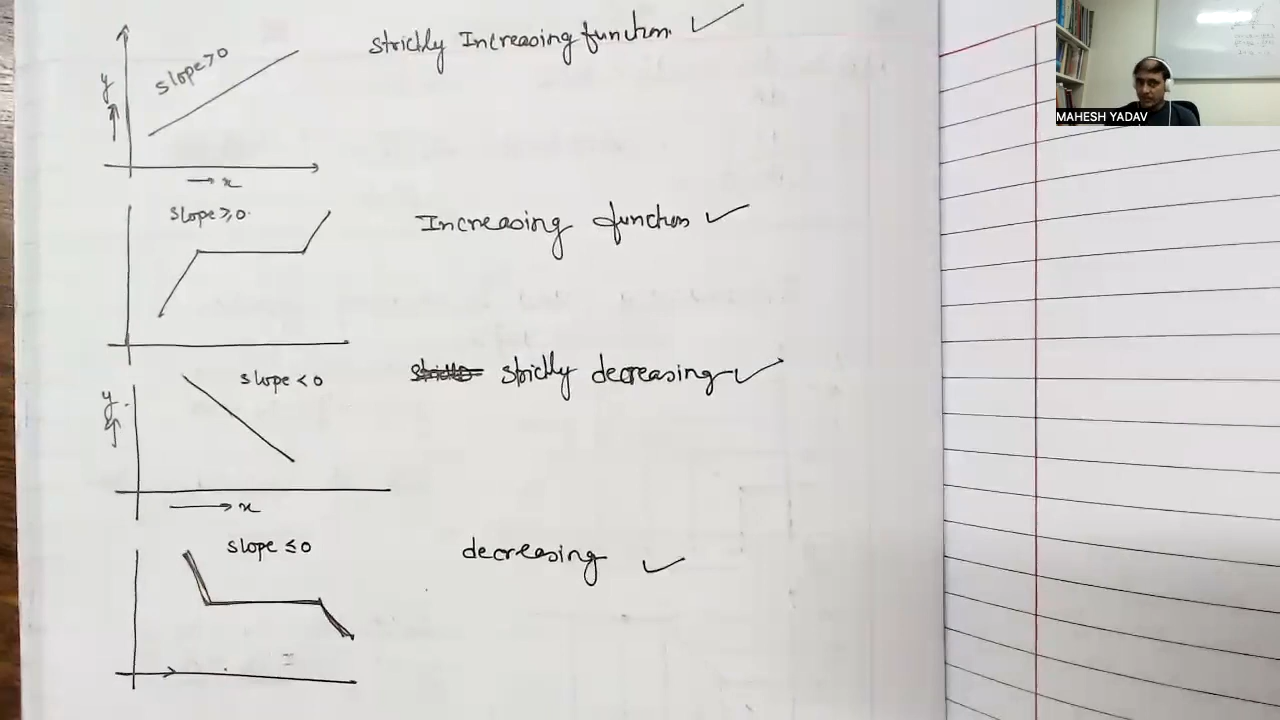 slope>0
strictly Increasing function
y
x
slope ≥ 0
Increasing function
slope < 0
strictly decreasing
y
x
slope ≤ 0
decreasing
MAHESH YADAV